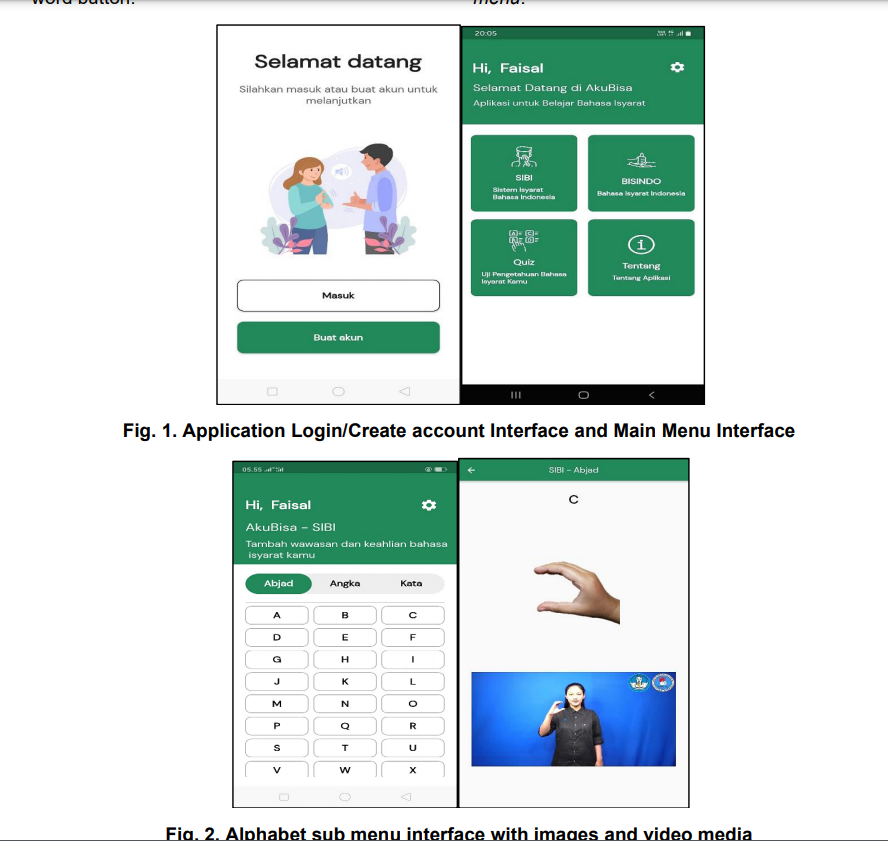 word button.
menu.
Selamat datang
Silahkan masuk atau buat akun untuk
melanjutkan
Masuk
Buat akun
20:05
Hi, Faisal
Selamat Datang di AkuBisa
Aplikasi untuk Belajar Bahasa Isyarat
SIBI
Sistem Isyarat
Bahasa Indonesia
BISINDO
Bahasa Isyarat Indonesia
Quiz
Uji Pengetahuan Bahasa
Isyarat Kamu
Tentang
Tentang Aplikasi
Fig. 1. Application Login/Create account Interface and Main Menu Interface
05.55
Hi, Faisal
AkuBisa – SIBI
Tambah wawasan dan keahlian bahasa
isyarat kamu
Abjad Angka Kata
A B C
D E F
G H I
J K L
M N O
P Q R
S T U
V W X
SIBI – Abjad
C
Fig. 2. Alphabet sub menu interface with images and video media